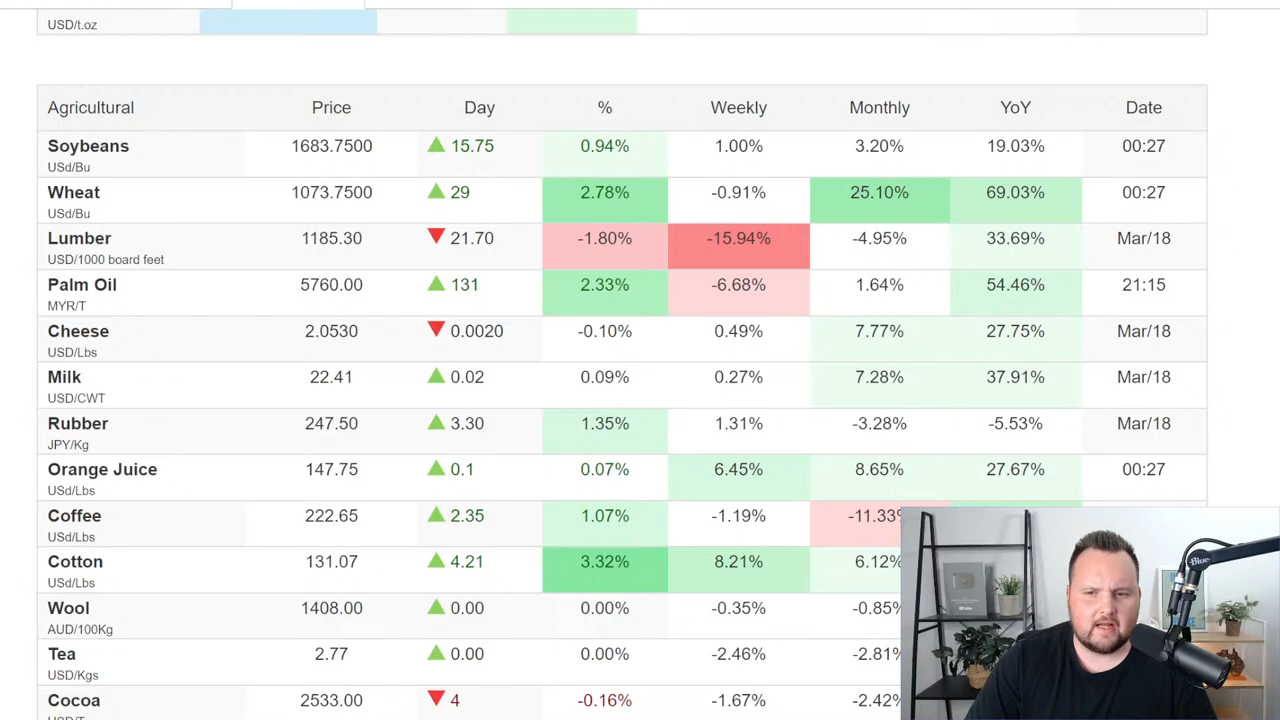 USD/t.oz
Agricultural Price Day % Weekly Monthly YoY Date
Soybeans 1683.7500 15.75 0.94% 1.00% 3.20% 19.03% 00:27
USd/Bu
Wheat 1073.7500 29 2.78% -0.91% 25.10% 69.03% 00:27
USd/Bu
Lumber 1185.30 21.70 -1.80% -15.94% -4.95% 33.69% Mar/18
USD/1000 board feet
Palm Oil 5760.00 131 2.33% -6.68% 1.64% 54.46% 21:15
MYR/T
Cheese 2.0530 0.0020 -0.10% 0.49% 7.77% 27.75% Mar/18
USD/Lbs
Milk 22.41 0.02 0.09% 0.27% 7.28% 37.91% Mar/18
USD/CWT
Rubber 247.50 3.30 1.35% 1.31% -3.28% -5.53% Mar/18
JPY/Kg
Orange Juice 147.75 0.1 0.07% 6.45% 8.65% 27.67% 00:27
USd/Lbs
Coffee 222.65 2.35 1.07% -1.19% -11.33%
USd/Lbs
Cotton 131.07 4.21 3.32% 8.21% 6.12%
USd/Lbs
Wool 1408.00 0.00 0.00% -0.35% -0.85%
AUD/100Kg
Tea 2.77 0.00 0.00% -2.46% -2.81%
USD/Kgs
Cocoa 2533.00 4 -0.16% -1.67% -2.42%
Blue